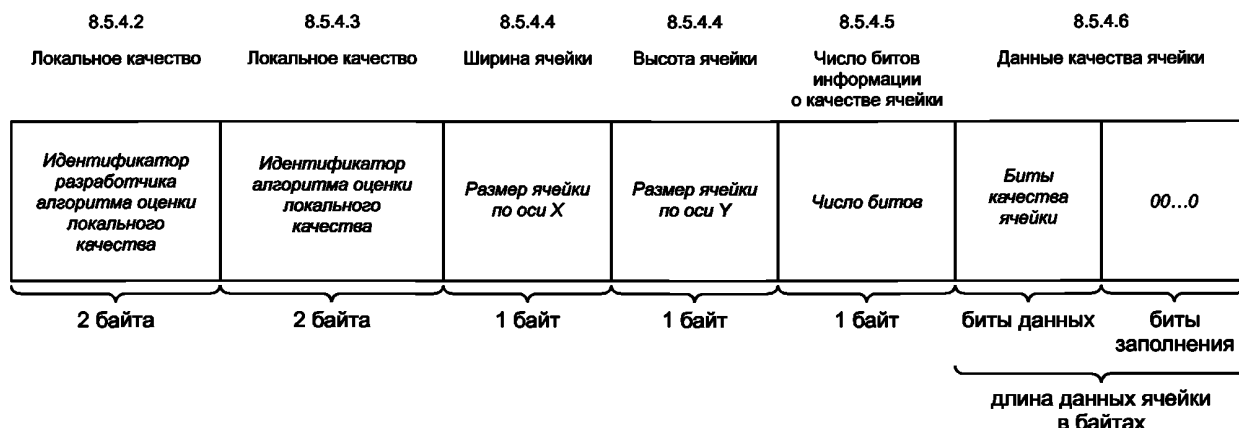 8.5.4.2 8.5.4.3 8.5.4.4 8.5.4.4 8.5.4.5 8.5.4.6
Локальное качество Локальное качество Ширина ячейки Высота ячейки Число битов Данные качества ячейки
информации
о качестве ячейки
Идентификатор
разработчика
алгоритма оценки
локального
качества
Идентификатор
алгоритма оценки
локального
качества
Размер ячейки
по оси X
Размер ячейки
по оси Y
Число битов
Биты
качества
ячейки
00...0
2 байта 2 байта 1 байт 1 байт 1 байт биты данных биты
заполнения
длина данных ячейки
в байтах